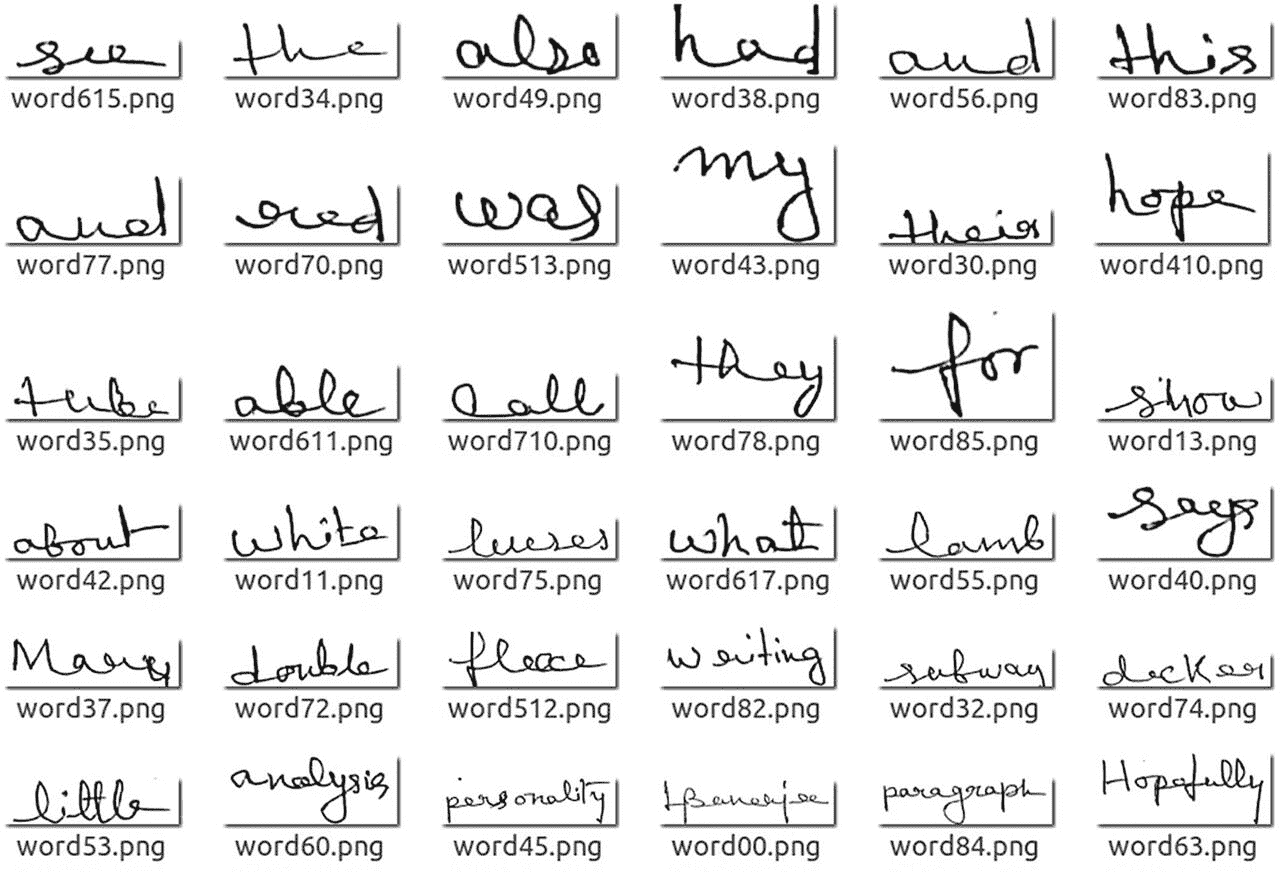 see the also had and this
word615.png word34.png word49.png word38.png word56.png word83.png
and red was my their hope
word77.png word70.png word513.png word43.png word30.png word410.png
tube able call they for snow
word35.png word611.png word710.png word78.png word85.png word13.png
about white buses what lamb says
word42.png word11.png word75.png word617.png word55.png word40.png
Mary double fleece writing subway decker
word37.png word72.png word512.png word82.png word32.png word74.png
little analysis personality paragraph Hopefully
word53.png word60.png word45.png word00.png word84.png word63.png